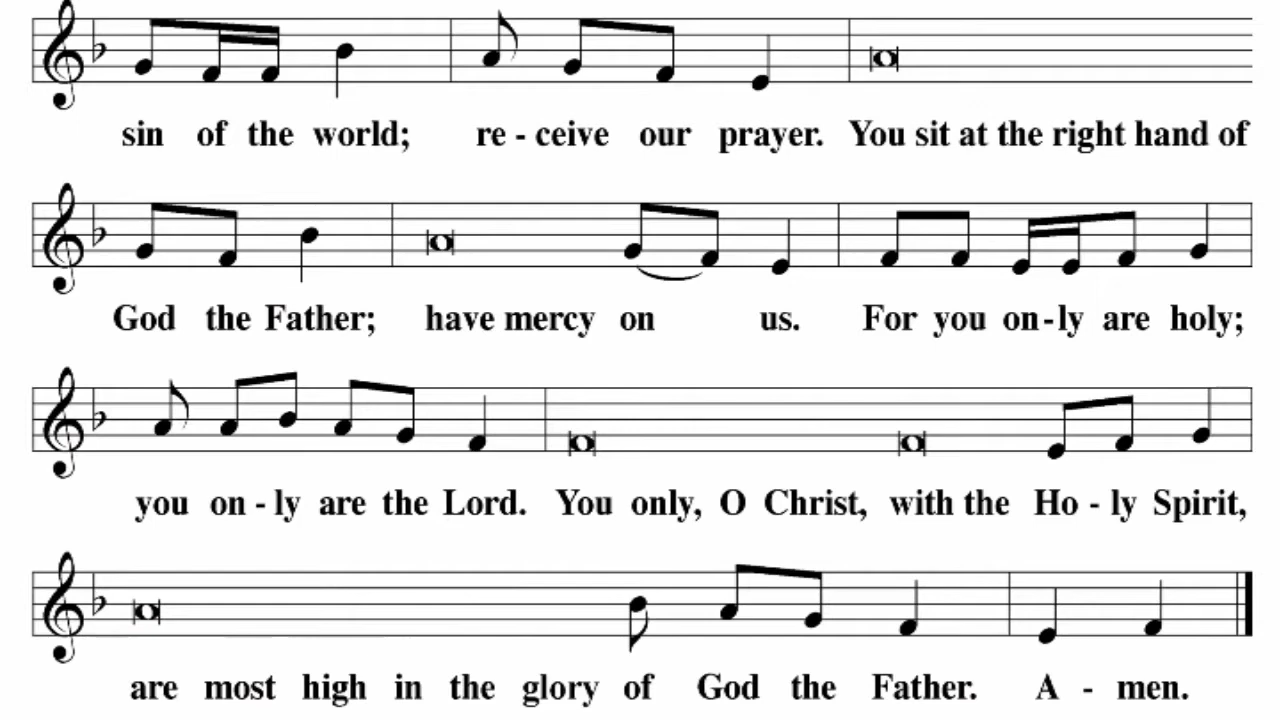 sin of the world; re - ceive our prayer. You sit at the right hand of
God the Father; have mercy on us. For you on - ly are holy;
you on - ly are the Lord. You only, O Christ, with the Ho - ly Spirit,
are most high in the glory of God the Father. A - men.